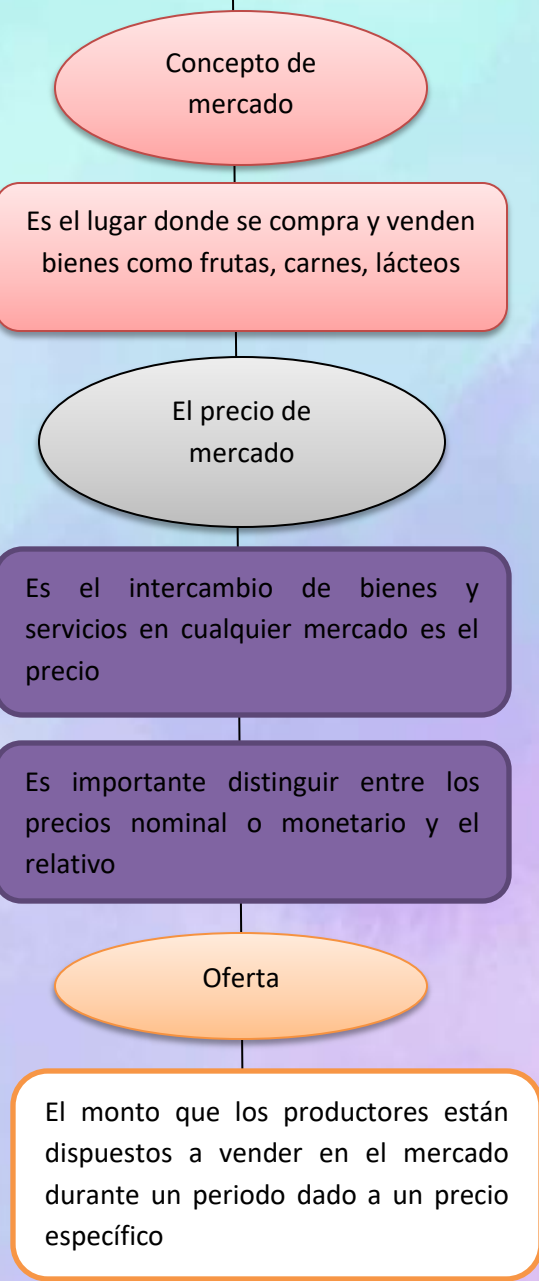 Concepto de
mercado
Es el lugar donde se compra y venden
bienes como frutas, carnes, lácteos
El precio de
mercado
Es el intercambio de bienes y
servicios en cualquier mercado es el
precio
Es importante distinguir entre los
precios nominal o monetario y el
relativo
Oferta
El monto que los productores están
dispuestos a vender en el mercado
durante un periodo dado a un precio
específico